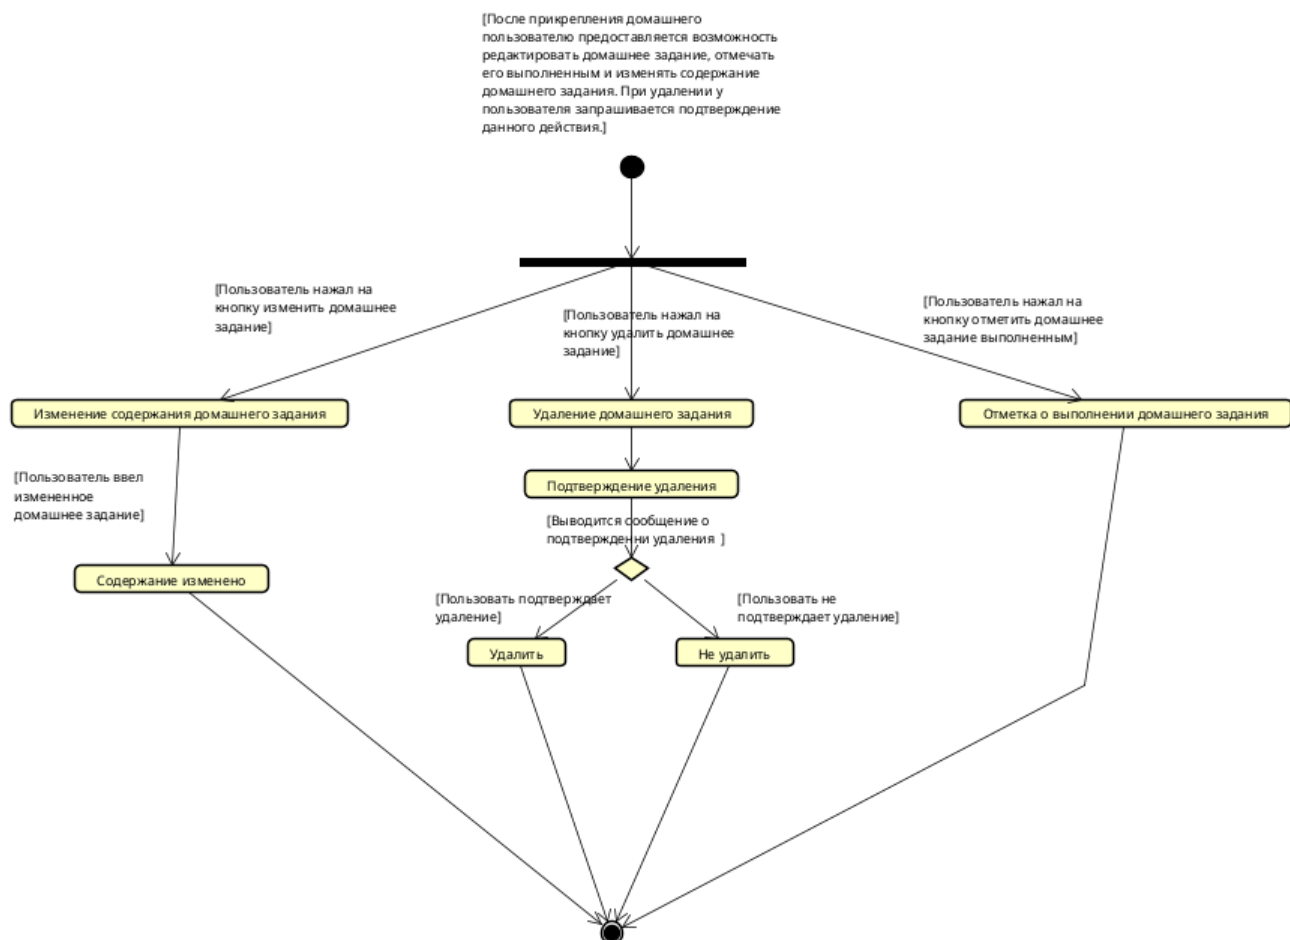 [После прикрепления домашнего
пользователю предоставляется возможность
редактировать домашнее задание, отмечать
его выполненным и изменять содержание
домашнего задания. При удалении у
пользователя запрашивается подтверждение
данного действия.]
[Пользователь нажал на
кнопку изменить домашнее
задание]
[Пользователь нажал на
кнопку удалить домашнее
задание]
[Пользователь нажал на
кнопку отметить домашнее
задание выполненным]
Изменение содержания домашнего задания
Удаление домашнего задания
Отметка о выполнении домашнего задания
[Пользователь ввел
измененное
домашнее задание]
Подтверждение удаления
[Выводится сообщение о
подтверждении удаления ]
Содержание изменено
[Пользовать подтверждает
удаление]
[Пользовать не
подтверждает удаление]
Удалить
Не удалить